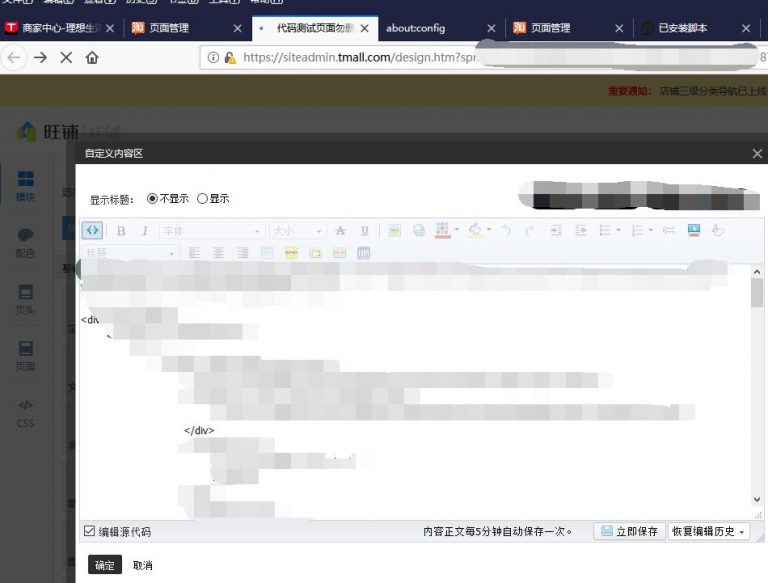 商家中心-理想生活 页面管理 代码测试页面勿删 about:config 页面管理 已安装脚本
https://siteadmin.tmall.com/design.htm?spr
重要通知： 店铺三级分类导航已上线
旺铺 | 店铺
自定义内容区
显示标题： 不显示 显示
模块
B I 字体 大小 A U
标题
配色
页头
<div
页面
CSS
</div>
编辑源代码 内容正文每5分钟自动保存一次。 立即保存 恢复编辑历史
确定 取消